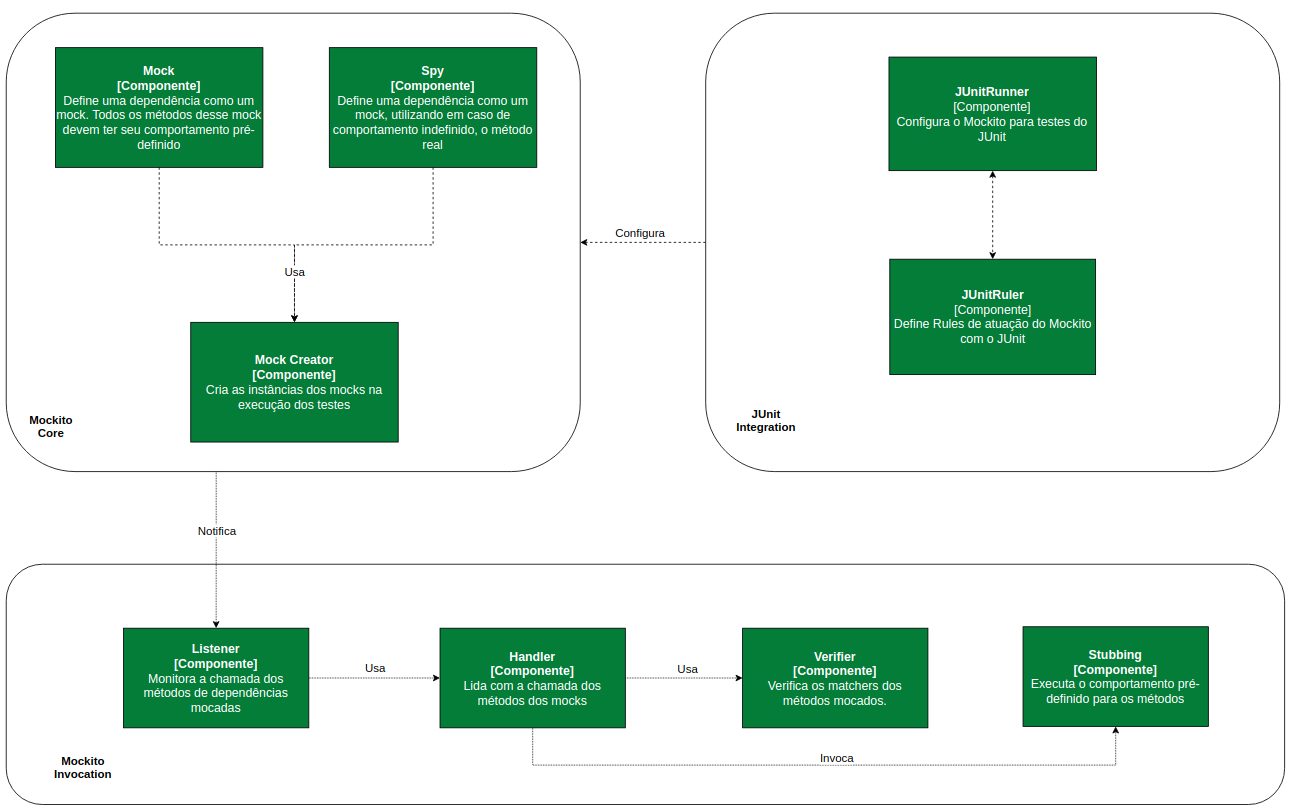 Mock
[Componente]
Define uma dependência como um
mock. Todos os métodos desse mock
devem ter seu comportamento pré-
definido
Spy
[Componente]
Define uma dependência como um
mock, utilizando em caso de
comportamento indefinido, o método
real
Usa
Mock Creator
[Componente]
Cria as instâncias dos mocks na
execução dos testes
Mockito
Core
Configura
JUnitRunner
[Componente]
Configura o Mockito para testes do
JUnit
JUnitRuler
[Componente]
Define Rules de atuação do Mockito
com o JUnit
JUnit
Integration
Notifica
Listener
[Componente]
Monitora a chamada dos
métodos de dependências
mocadas
Usa
Handler
[Componente]
Lida com a chamada dos
métodos dos mocks
Usa
Verifier
[Componente]
Verifica os matchers dos
métodos mocados.
Stubbing
[Componente]
Executa o comportamento pré-
definido para os métodos
Invoca
Mockito
Invocation